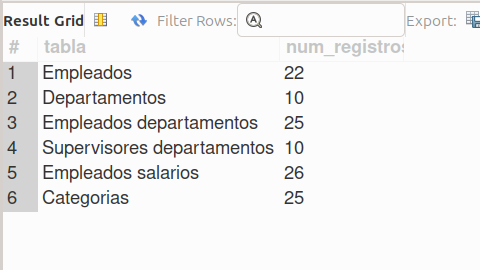 Result Grid Filter Rows: Export:
# tabla num_registros
1 Empleados 22
2 Departamentos 10
3 Empleados departamentos 25
4 Supervisores departamentos 10
5 Empleados salarios 26
6 Categorias 25